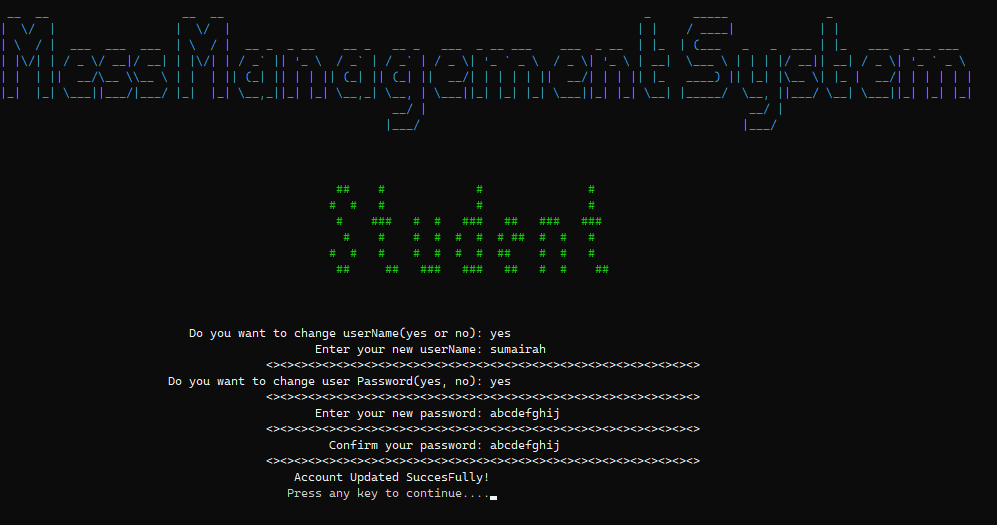 Mess Management System
Student
Do you want to change userName(yes or no): yes
Enter your new userName: sumairah
<><><><><><><><><><><><><><><><><><><><><><><><><><><><><><><>
Do you want to change user Password(yes, no): yes
<><><><><><><><><><><><><><><><><><><><><><><><><><><><><><><>
Enter your new password: abcdefghij
<><><><><><><><><><><><><><><><><><><><><><><><><><><><><><><>
Confirm your password: abcdefghij
<><><><><><><><><><><><><><><><><><><><><><><><><><><><><><><>
Account Updated SuccesFully!
Press any key to continue....